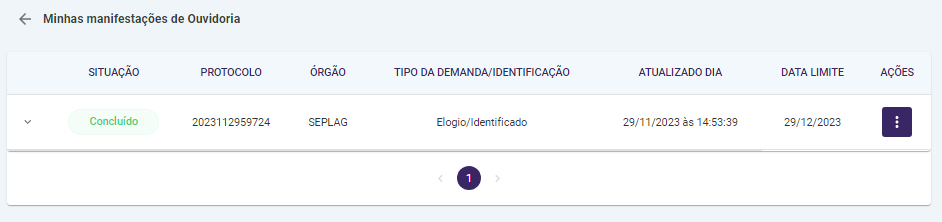 Minhas manifestações de Ouvidoria
SITUAÇÃO PROTOCOLO ÓRGÃO TIPO DA DEMANDA/IDENTIFICAÇÃO ATUALIZADO DIA DATA LIMITE AÇÕES
Concluído 2023112959724 SEPLAG Elogio/Identificado 29/11/2023 às 14:53:39 29/12/2023
1